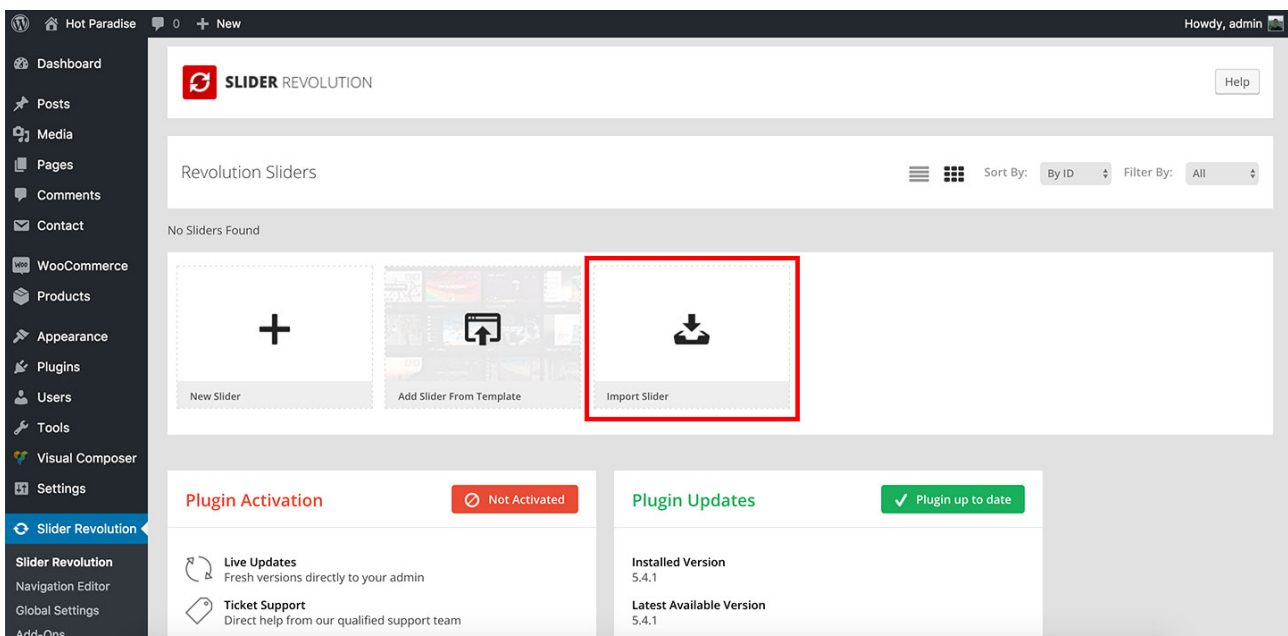 Hot Paradise 0 New Howdy, admin
Dashboard
Posts
Media
Pages
Comments
Contact
WooCommerce
Products
Appearance
Plugins
Users
Tools
Visual Composer
Settings
Slider Revolution
Slider Revolution
Navigation Editor
Global Settings
Add-Ons
SLIDER REVOLUTION
Help
Revolution Sliders
Sort By: By ID Filter By: All
No Sliders Found
New Slider
Add Slider From Template
Import Slider
Plugin Activation
Not Activated
Live Updates
Fresh versions directly to your admin
Ticket Support
Direct help from our qualified support team
Plugin Updates
Plugin up to date
Installed Version
5.4.1
Latest Available Version
5.4.1